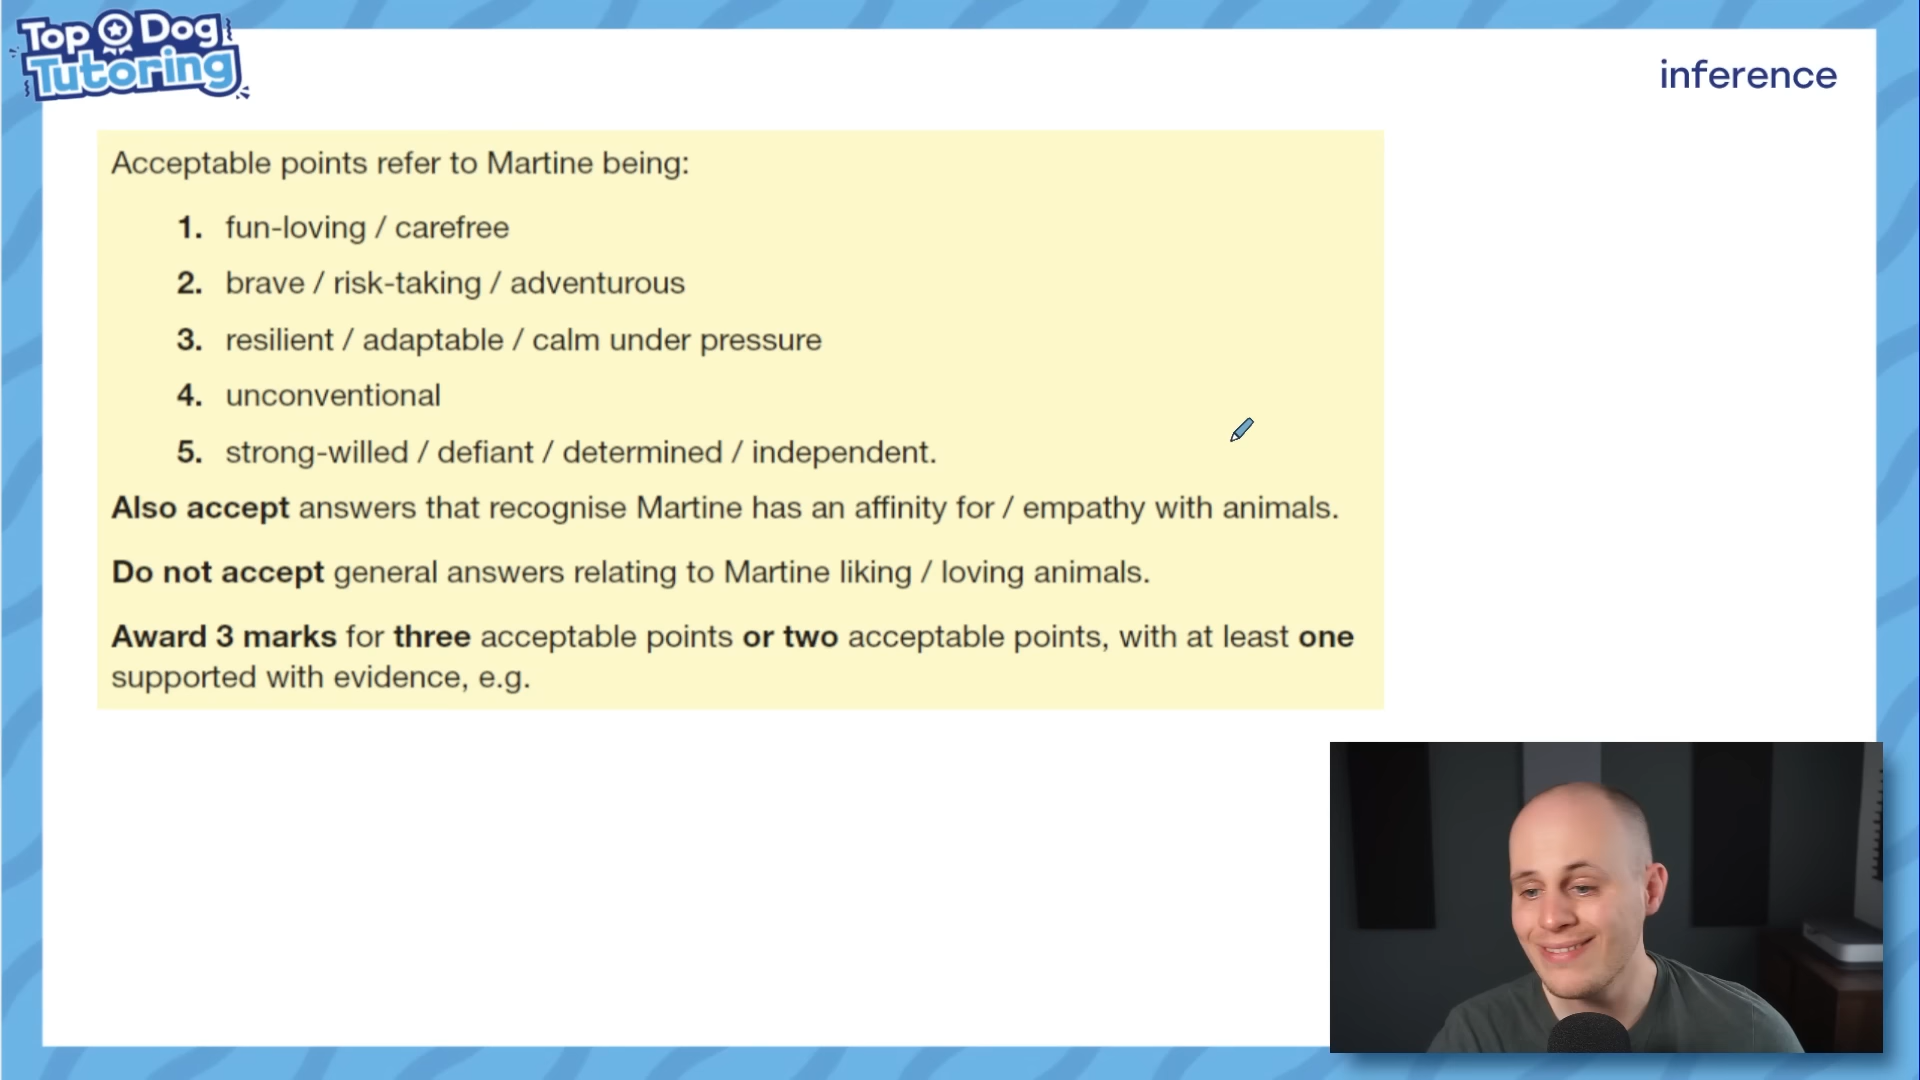 Top Dog
Tutoring
inference
Acceptable points refer to Martine being:
1. fun-loving / carefree
2. brave / risk-taking / adventurous
3. resilient / adaptable / calm under pressure
4. unconventional
5. strong-willed / defiant / determined / independent.
Also accept answers that recognise Martine has an affinity for / empathy with animals.
Do not accept general answers relating to Martine liking / loving animals.
Award 3 marks for three acceptable points or two acceptable points, with at least one
supported with evidence, e.g.